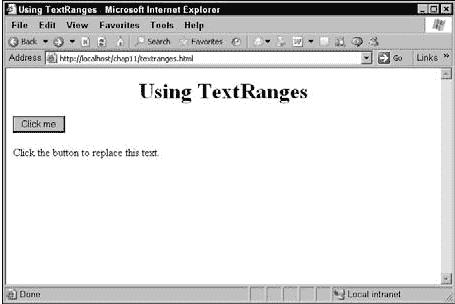 Using TextRanges - Microsoft Internet Explorer
File Edit View Favorites Tools Help
Back Search Favorites
Address http://localhost/chap11/textranges.html Go Links »
Using TextRanges
Click me
Click the button to replace this text.
Done Local intranet